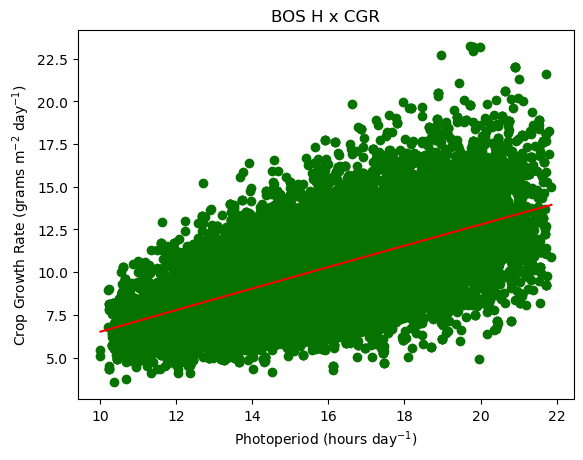 BOS H x CGR
Crop Growth Rate (grams m⁻² day⁻¹)
22.5
20.0
17.5
15.0
12.5
10.0
7.5
5.0
10 12 14 16 18 20 22
Photoperiod (hours day⁻¹)